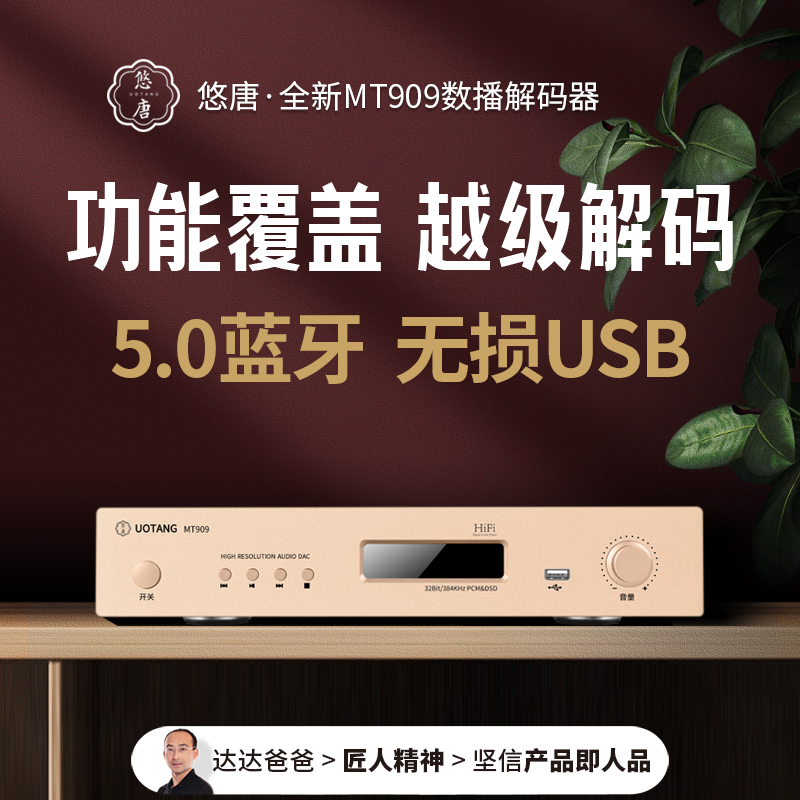 悠唐
UOTANG
悠唐·全新MT909数播解码器
功能覆盖 越级解码
5.0蓝牙 无损USB
悠唐 UOTANG MT909
HiFi
HIGH RESOLUTION AUDIO DAC
32Bit/384KHz PCM&DSD
开关
音量
- +
达达爸爸 > 匠人精神 > 坚信产品即人品